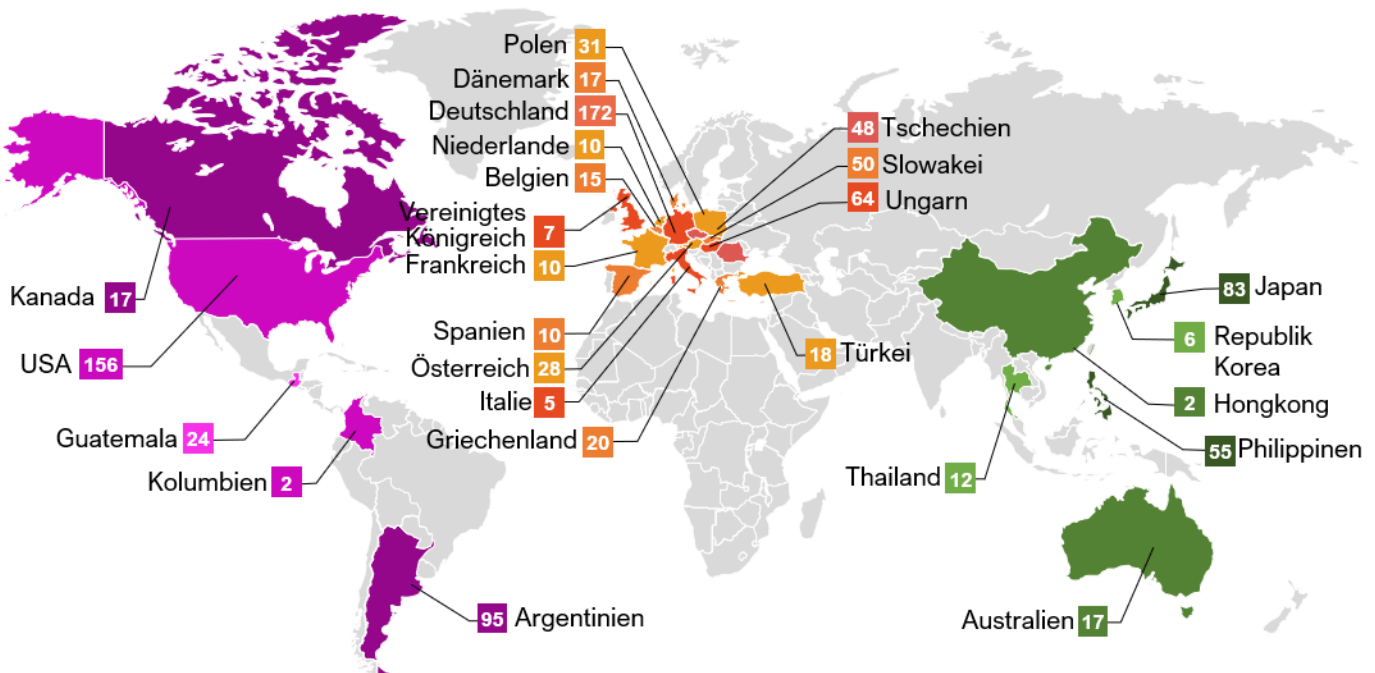 Polen 31
Dänemark 17
Deutschland 172
Niederlande 10
Belgien 15
Vereinigtes
Königreich 7
Frankreich 10
Spanien 10
Österreich 28
Italie 5
Griechenland 20
48 Tschechien
50 Slowakei
64 Ungarn
18 Türkei
Kanada 17
USA 156
Guatemala 24
Kolumbien 2
95 Argentinien
83 Japan
6 Republik
Korea
2 Hongkong
55 Philippinen
Thailand 12
Australien 17